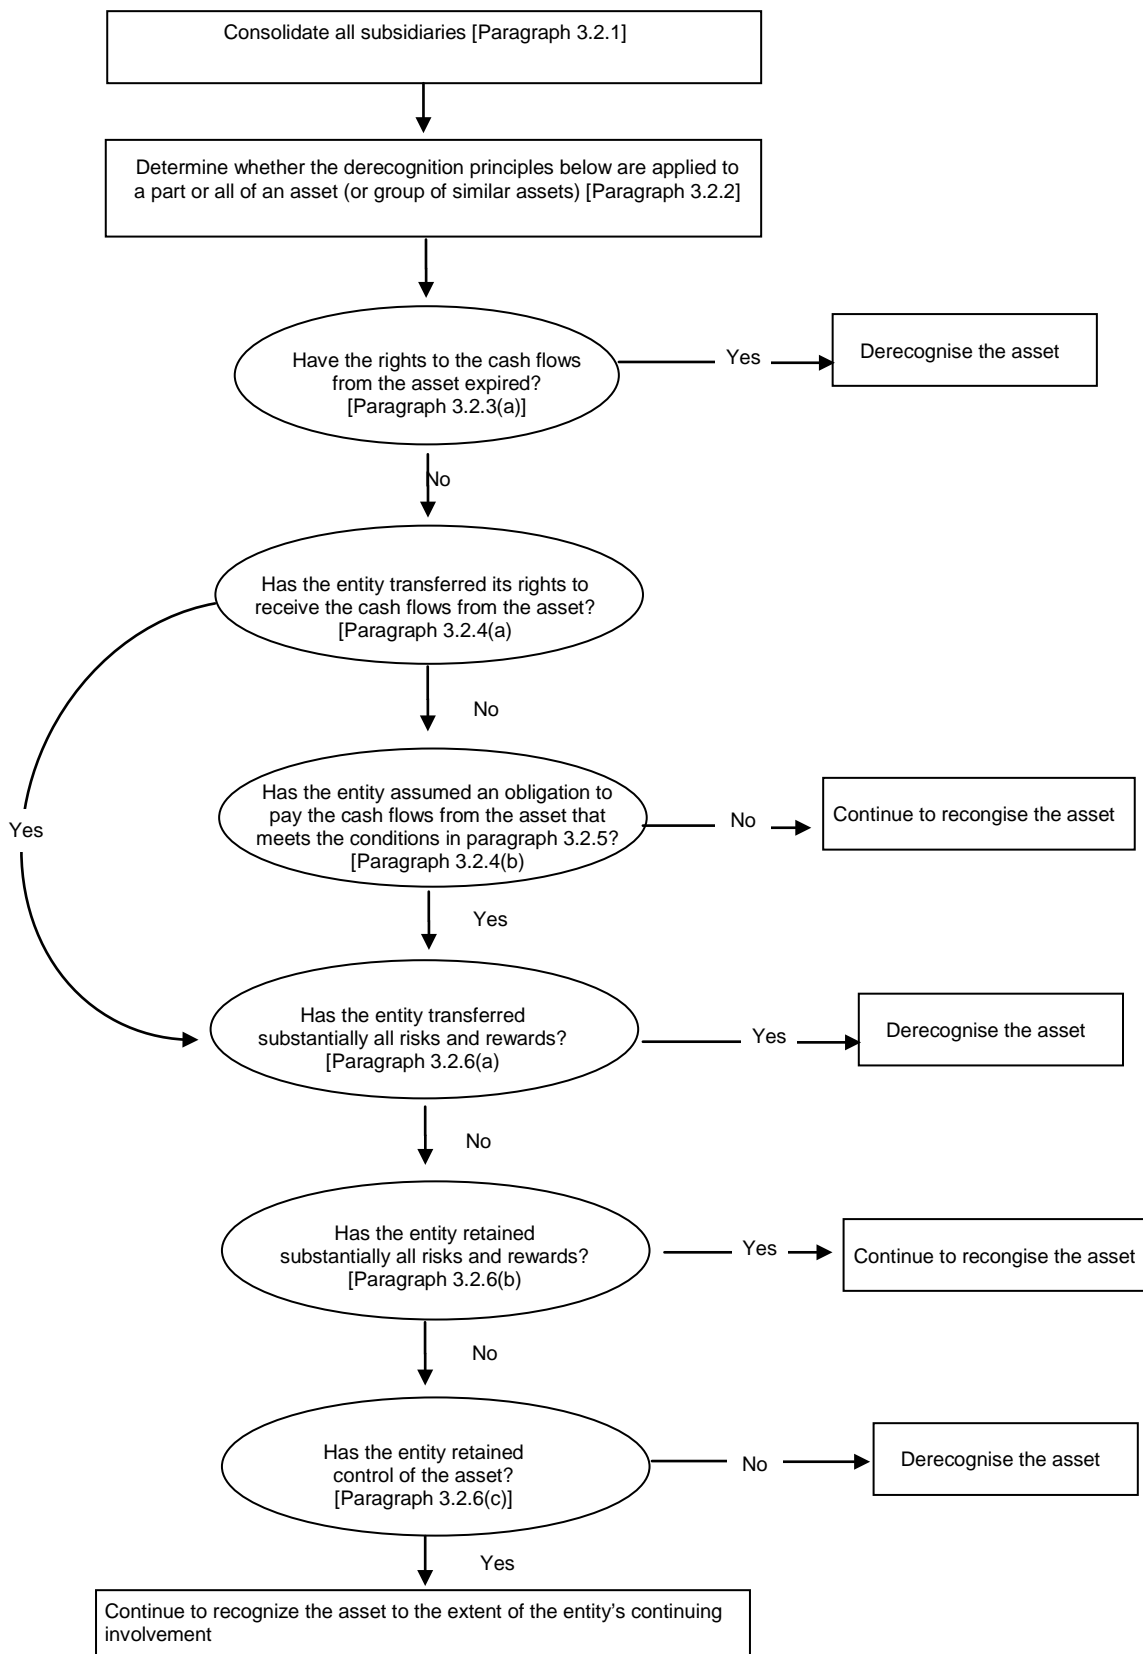 Consolidate all subsidiaries [Paragraph 3.2.1]
Determine whether the derecognition principles below are applied to
a part or all of an asset (or group of similar assets) [Paragraph 3.2.2]
Have the rights to the cash flows
from the asset expired?
[Paragraph 3.2.3(a)]
Yes
Derecognise the asset
No
Has the entity transferred its rights to
receive the cash flows from the asset?
[Paragraph 3.2.4(a)
No
Yes
Has the entity assumed an obligation to
pay the cash flows from the asset that
meets the conditions in paragraph 3.2.5?
[Paragraph 3.2.4(b)
No
Continue to recongise the asset
Yes
Has the entity transferred
substantially all risks and rewards?
[Paragraph 3.2.6(a)
Yes
Derecognise the asset
No
Has the entity retained
substantially all risks and rewards?
[Paragraph 3.2.6(b)
Yes
Continue to recongise the asset
No
Has the entity retained
control of the asset?
[Paragraph 3.2.6(c)]
No
Derecognise the asset
Yes
Continue to recognize the asset to the extent of the entity’s continuing
involvement